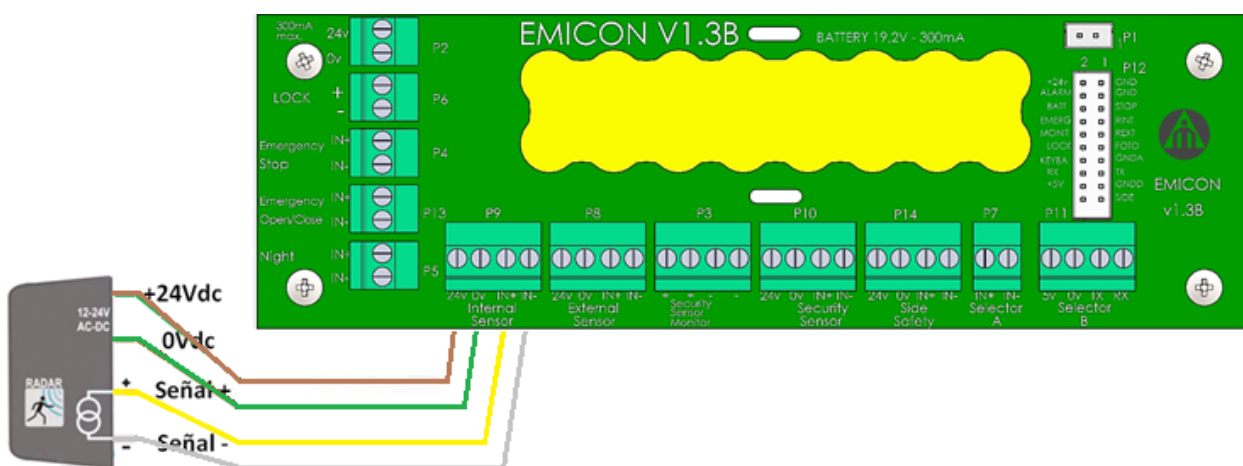 300mA
max.
24v
0v
P2
LOCK
+
-
P6
Emergency
Stop
IN+
IN-
P4
Emergency
Open/Close
IN+
IN-
P13
Night
IN+
IN-
P5
EMICON V1.3B
BATTERY 19,2V - 300mA
P1
2 1
P12
+24v GND
ALARM GND
BATT STOP
EMERG RINT
MONIT REXT
LOCK FOTO
KEYBA GNDA
RX TX
+5V GNDD
SIDE
EMICON
v1.3B
P9
24v 0v IN+ IN-
Internal
Sensor
P8
24V 0V IN+ IN-
External
Sensor
P3
+ + - -
Security
Sensor
Monitor
P10
24V 0V IN+ IN-
Security
Sensor
P14
24V 0V IN+ IN-
Side
Safety
P7
IN+ IN-
Selector
A
P11
5V 0V TX RX
Selector
B
12-24V
AC-DC
RADAR
+
-
+24Vdc
0Vdc
Señal +
Señal -